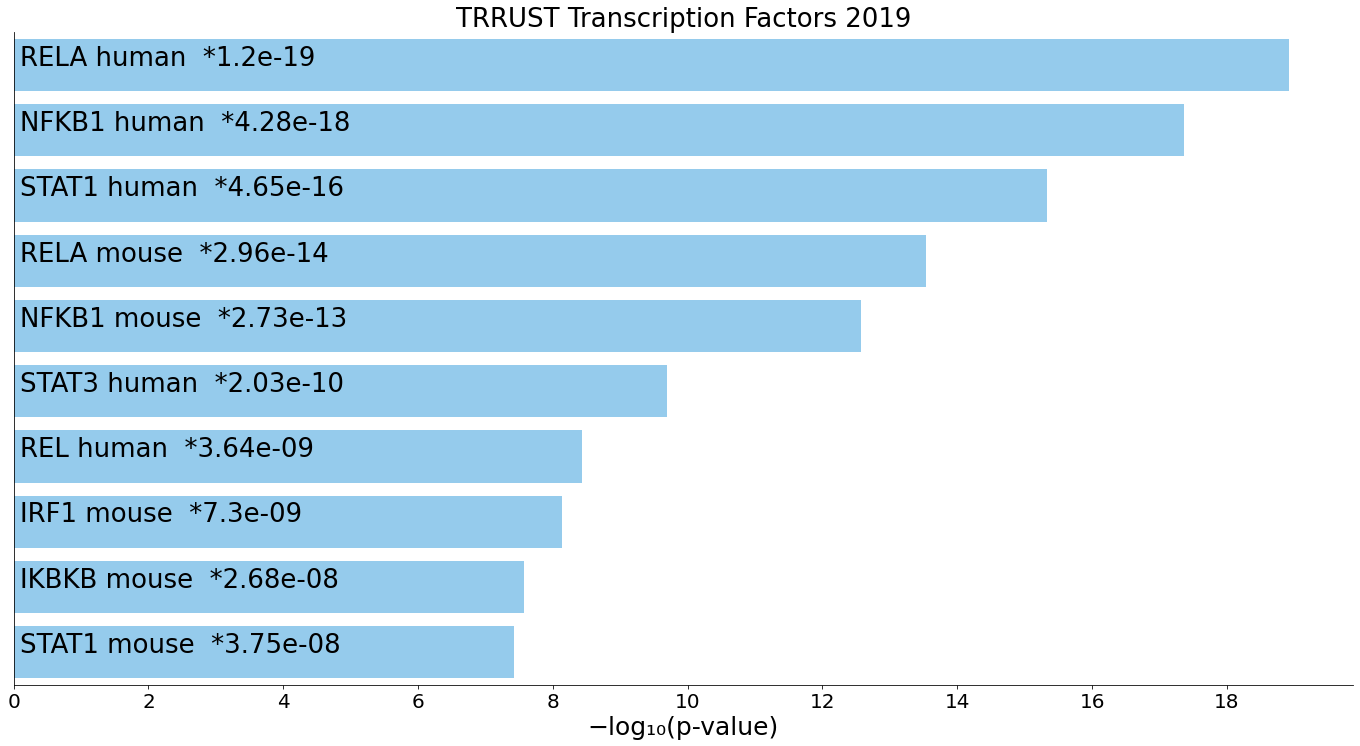 TRRUST Transcription Factors 2019
RELA human  *1.2e-19
NFKB1 human  *4.28e-18
STAT1 human  *4.65e-16
RELA mouse  *2.96e-14
NFKB1 mouse  *2.73e-13
STAT3 human  *2.03e-10
REL human  *3.64e-09
IRF1 mouse  *7.3e-09
IKBKB mouse  *2.68e-08
STAT1 mouse  *3.75e-08
0 2 4 6 8 10 12 14 16 18
−log₁₀(p-value)